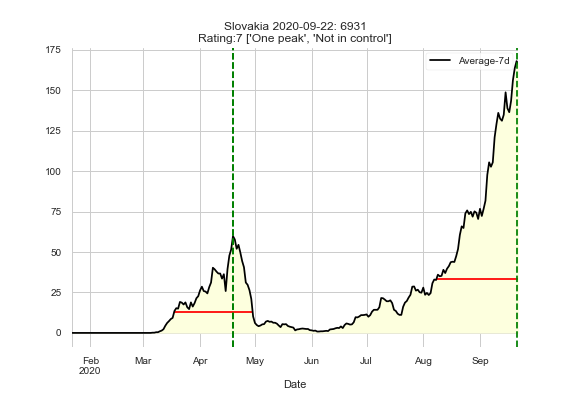 Slovakia 2020-09-22: 6931
Rating:7 ['One peak', 'Not in control']
Average-7d
175
150
125
100
75
50
25
0
Feb Mar Apr May Jun Jul Aug Sep
2020
Date